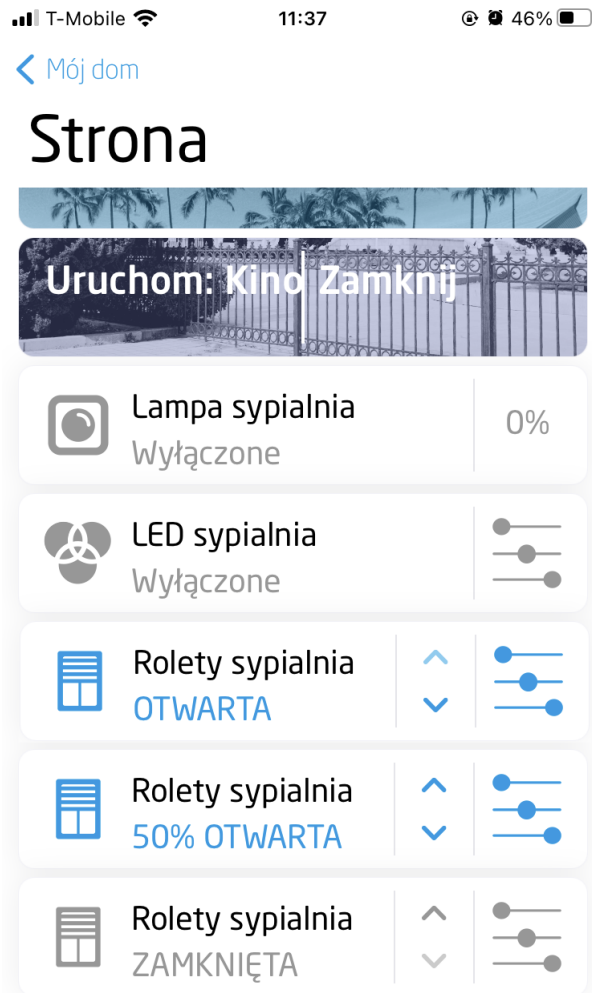 T-Mobile 11:37 46%
Mój dom
Strona
Uruchom: Kino Zamknij
Lampa sypialnia
Wyłączone
0%
LED sypialnia
Wyłączone
Rolety sypialnia
OTWARTA
Rolety sypialnia
50% OTWARTA
Rolety sypialnia
ZAMKNIĘTA